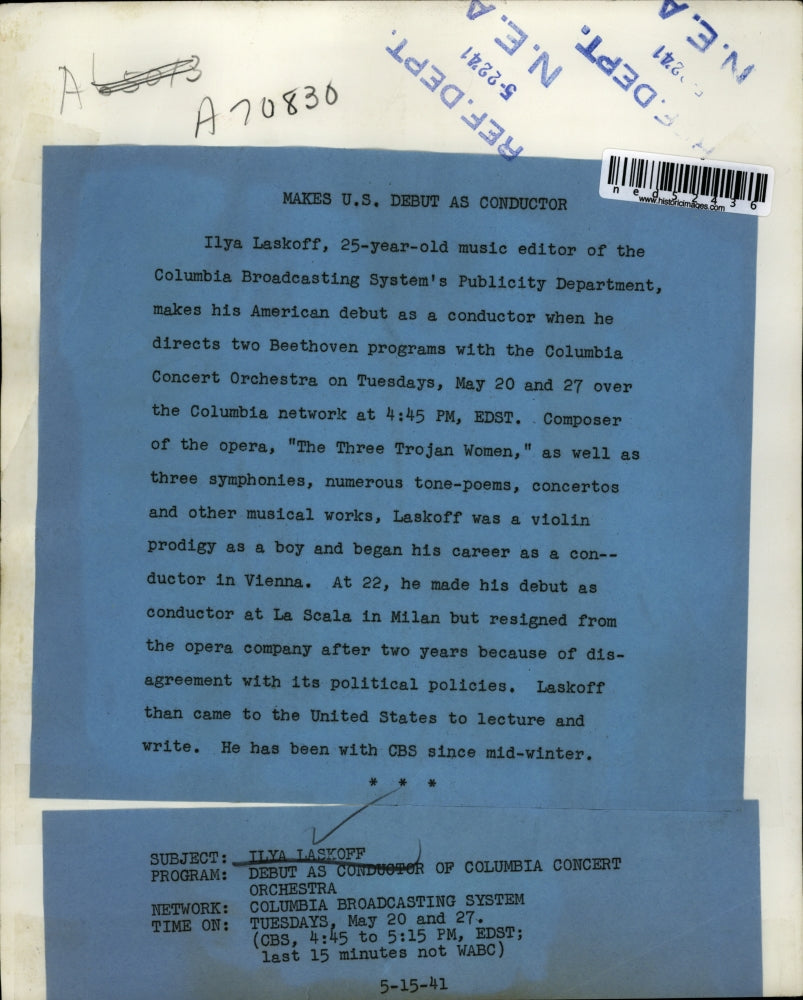 A 70830
REF. DEPT.
5-2241
N.E.A
REF. DEPT.
5-2241
N.E.A
ned52436
www.historicimages.com
MAKES U.S. DEBUT AS CONDUCTOR
Ilya Laskoff, 25-year-old music editor of the
Columbia Broadcasting System's Publicity Department,
makes his American debut as a conductor when he
directs two Beethoven programs with the Columbia
Concert Orchestra on Tuesdays, May 20 and 27 over
the Columbia network at 4:45 PM, EDST. Composer
of the opera, "The Three Trojan Women," as well as
three symphonies, numerous tone-poems, concertos
and other musical works, Laskoff was a violin
prodigy as a boy and began his career as a con--
ductor in Vienna. At 22, he made his debut as
conductor at La Scala in Milan but resigned from
the opera company after two years because of dis-
agreement with its political policies. Laskoff
than came to the United States to lecture and
write. He has been with CBS since mid-winter.
* * *
SUBJECT: ILYA LASKOFF
PROGRAM: DEBUT AS CONDUCTOR OF COLUMBIA CONCERT
ORCHESTRA
NETWORK: COLUMBIA BROADCASTING SYSTEM
TIME ON: TUESDAYS, May 20 and 27.
(CBS, 4:45 to 5:15 PM, EDST;
last 15 minutes not WABC)
5-15-41